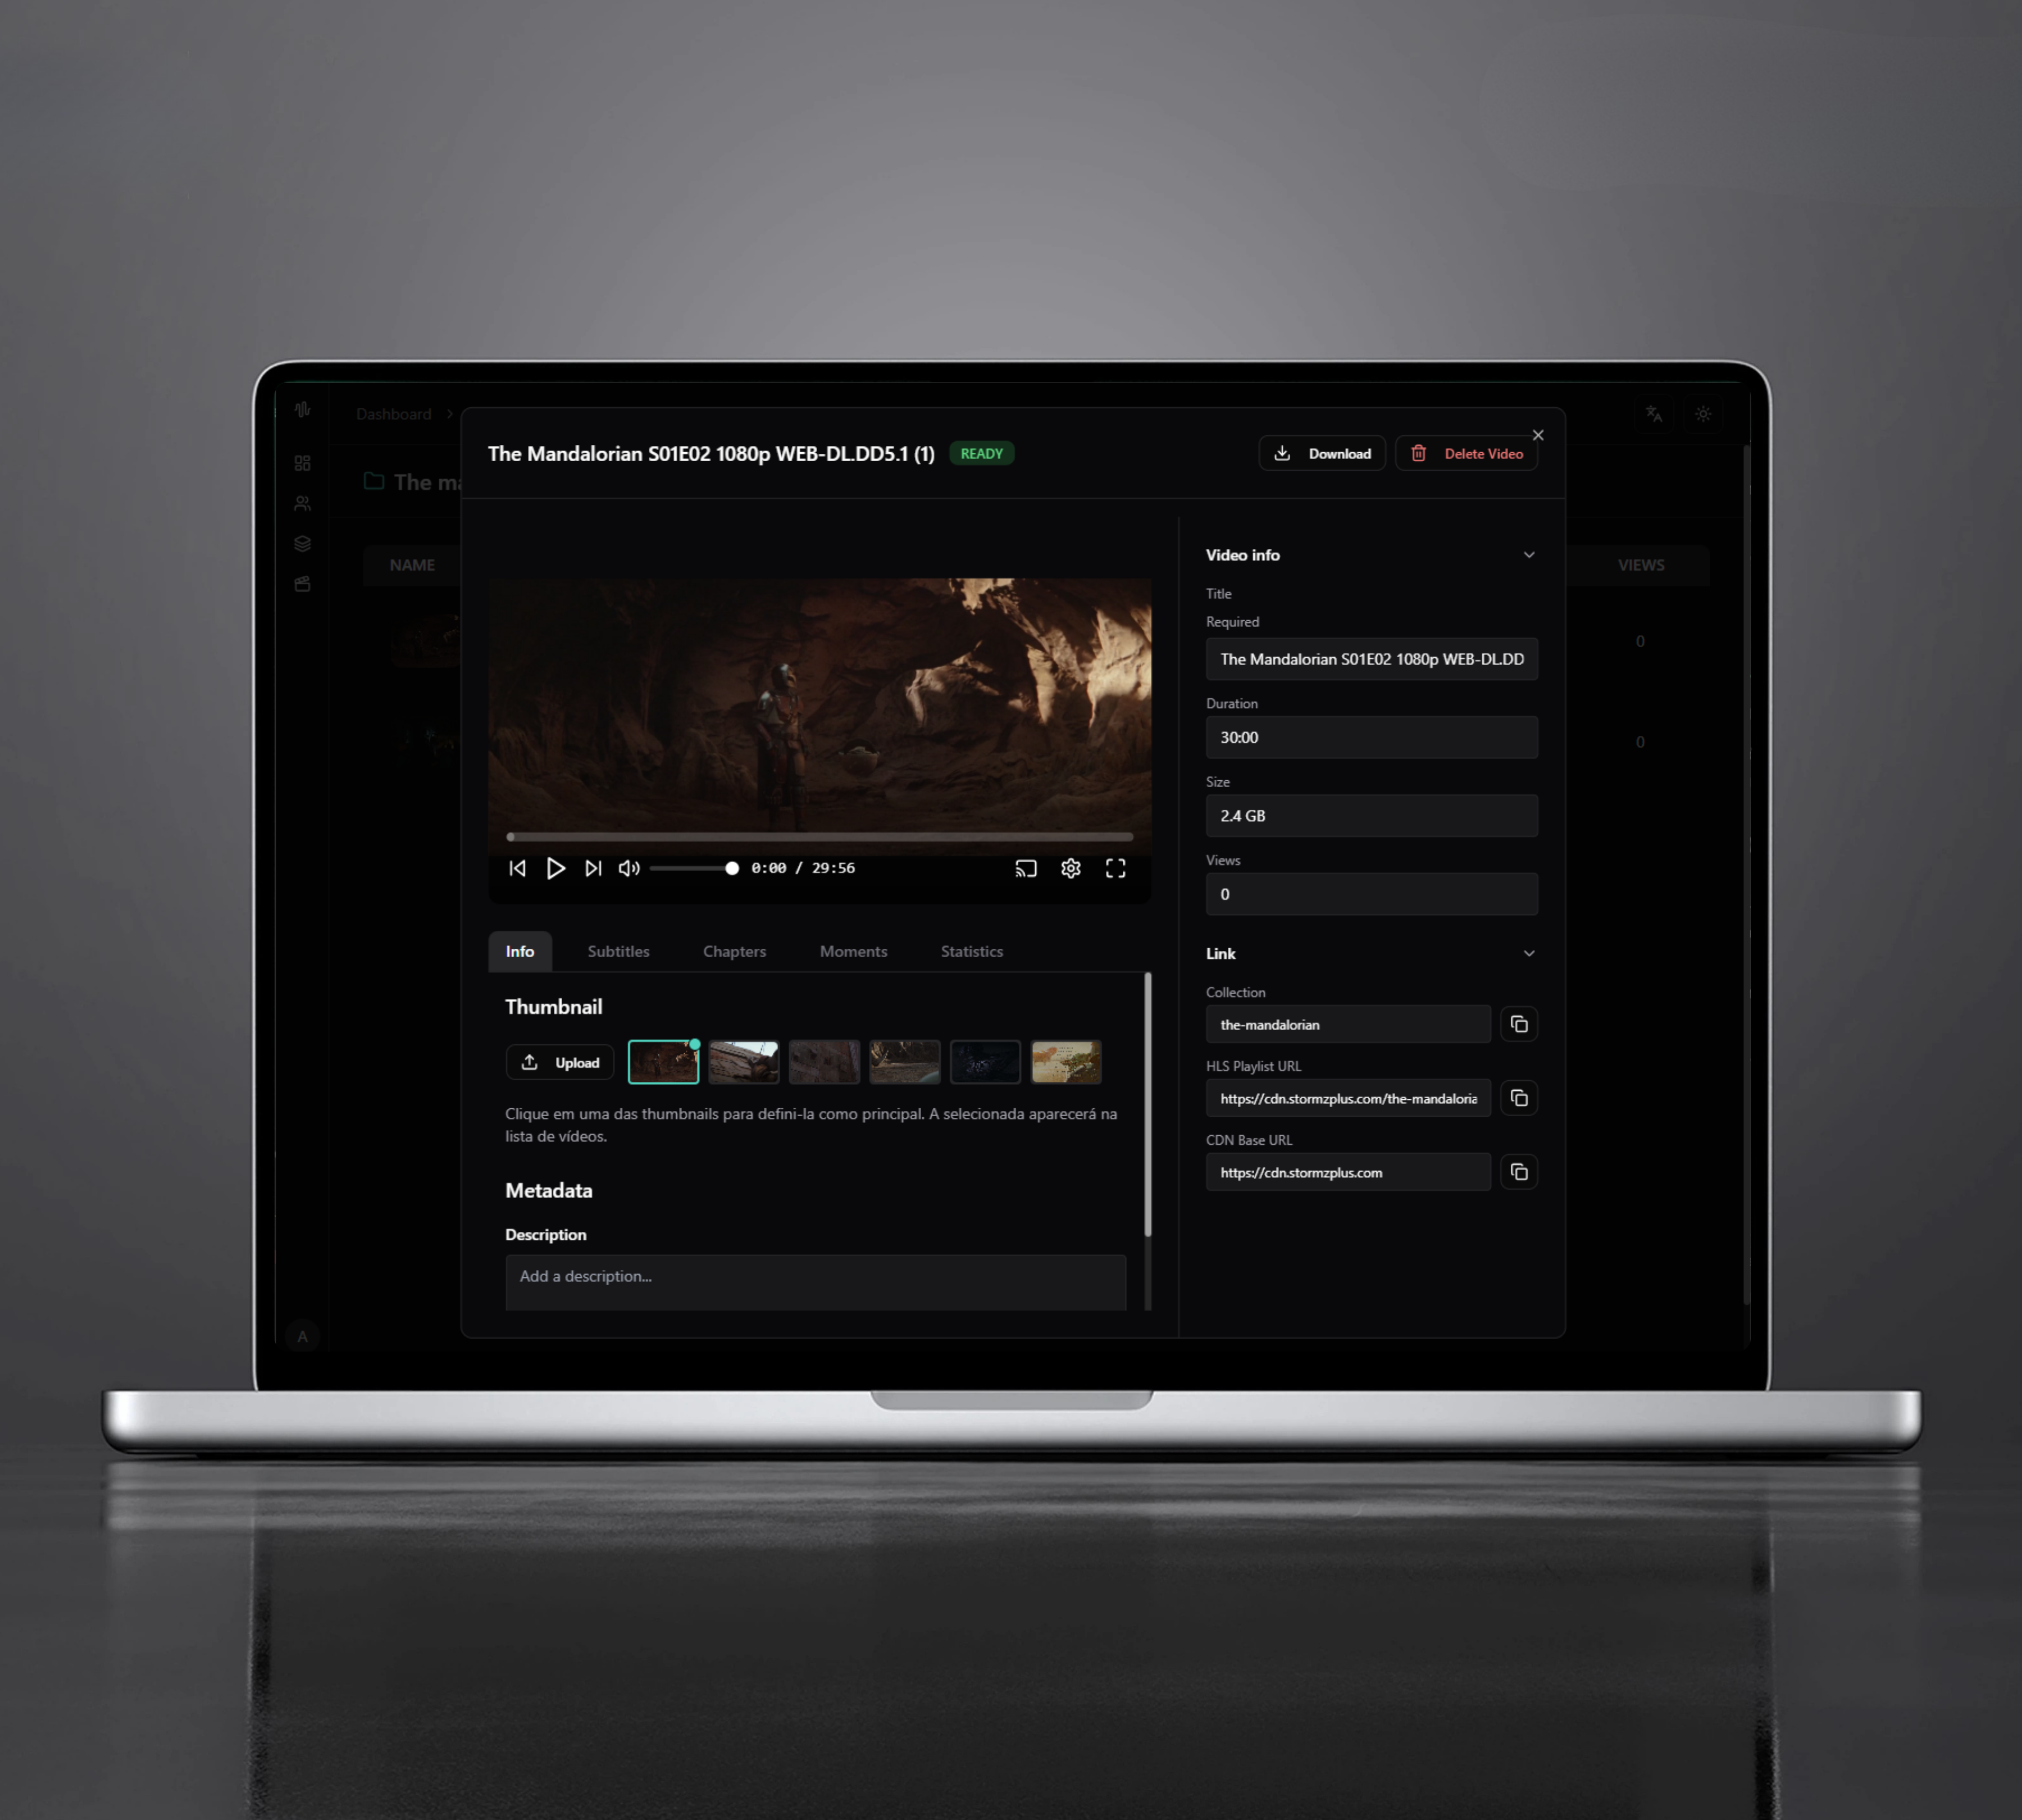 Dashboard
The Mandalorian S01E02 1080p WEB-DL.DD5.1 (1)
READY
Download
Delete Video
The ma
NAME
VIEWS
0
0
0:00 / 29:56
Info
Subtitles
Chapters
Moments
Statistics
Thumbnail
Upload
Clique em uma das thumbnails para defini-la como principal. A selecionada aparecerá na
lista de vídeos.
Metadata
Description
Add a description...
Video info
Title
Required
The Mandalorian S01E02 1080p WEB-DL.DD
Duration
30:00
Size
2.4 GB
Views
0
Link
Collection
the-mandalorian
HLS Playlist URL
https://cdn.stormzplus.com/the-mandaloria
CDN Base URL
https://cdn.stormzplus.com
A